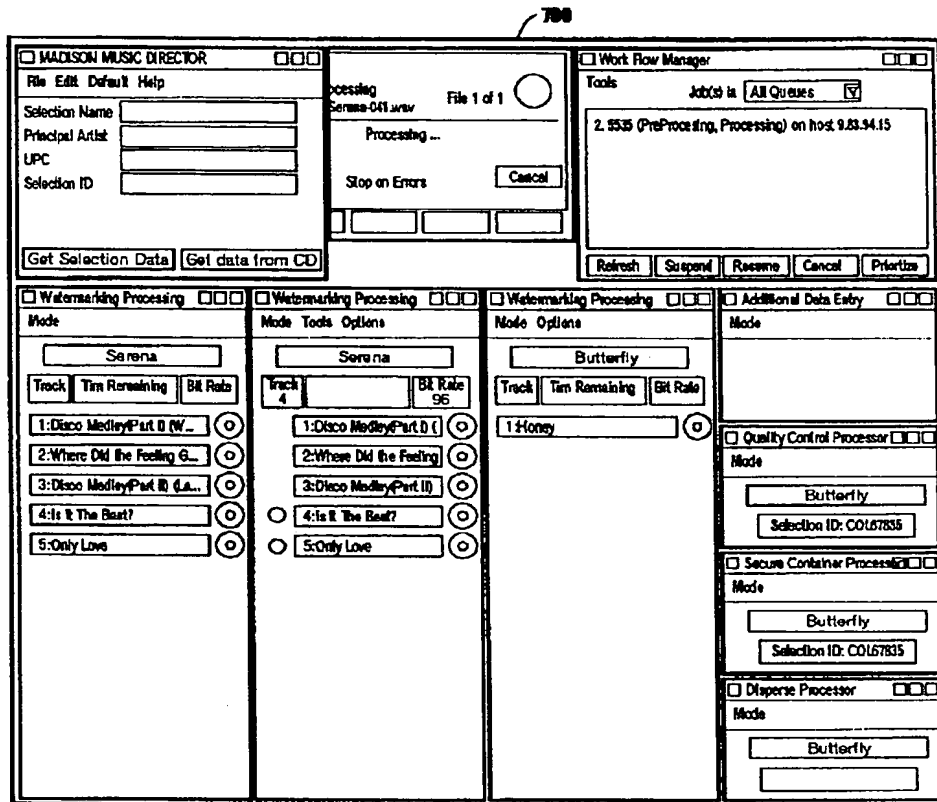 700
MADISON MUSIC DIRECTOR
File Edit Default Help
Selection Name
Principal Artist
UPC
Selection ID
Get Selection Data Get data from CD
ocessing
Serena-041.wav
File 1 of 1
Processing ...
Stop on Errors
Cancel
Work Flow Manager
Tools
Job(s) in All Queues
2. 5535 (PreProcesing, Processing) on host 9.83.94.15
Refresh Suspend Resume Cancel Prioritize
Watermarking Processing
Mode
Serena
Track Tim Remaining Bit Rate
1:Disco Medley(Part I) (W...
2:Where Did the Feeling G...
3:Disco Medley(Part II) (La...
4:Is It The Beat?
5:Only Love
Watermarking Processing
Mode Tools Options
Serena
Track
4
Bit Rate
96
1:Disco Medley(Part I) (
2:Where Did the Feeling
3:Disco Medley(Part II)
4:Is It The Beat?
5:Only Love
Watermarking Processing
Mode Options
Butterfly
Track Tim Remaining Bit Rate
1:Honey
Additional Data Entry
Mode
Quality Control Processor
Mode
Butterfly
Selection ID: COL67835
Secure Container Processor
Mode
Butterfly
Selection ID: COL67835
Disperse Processor
Mode
Butterfly